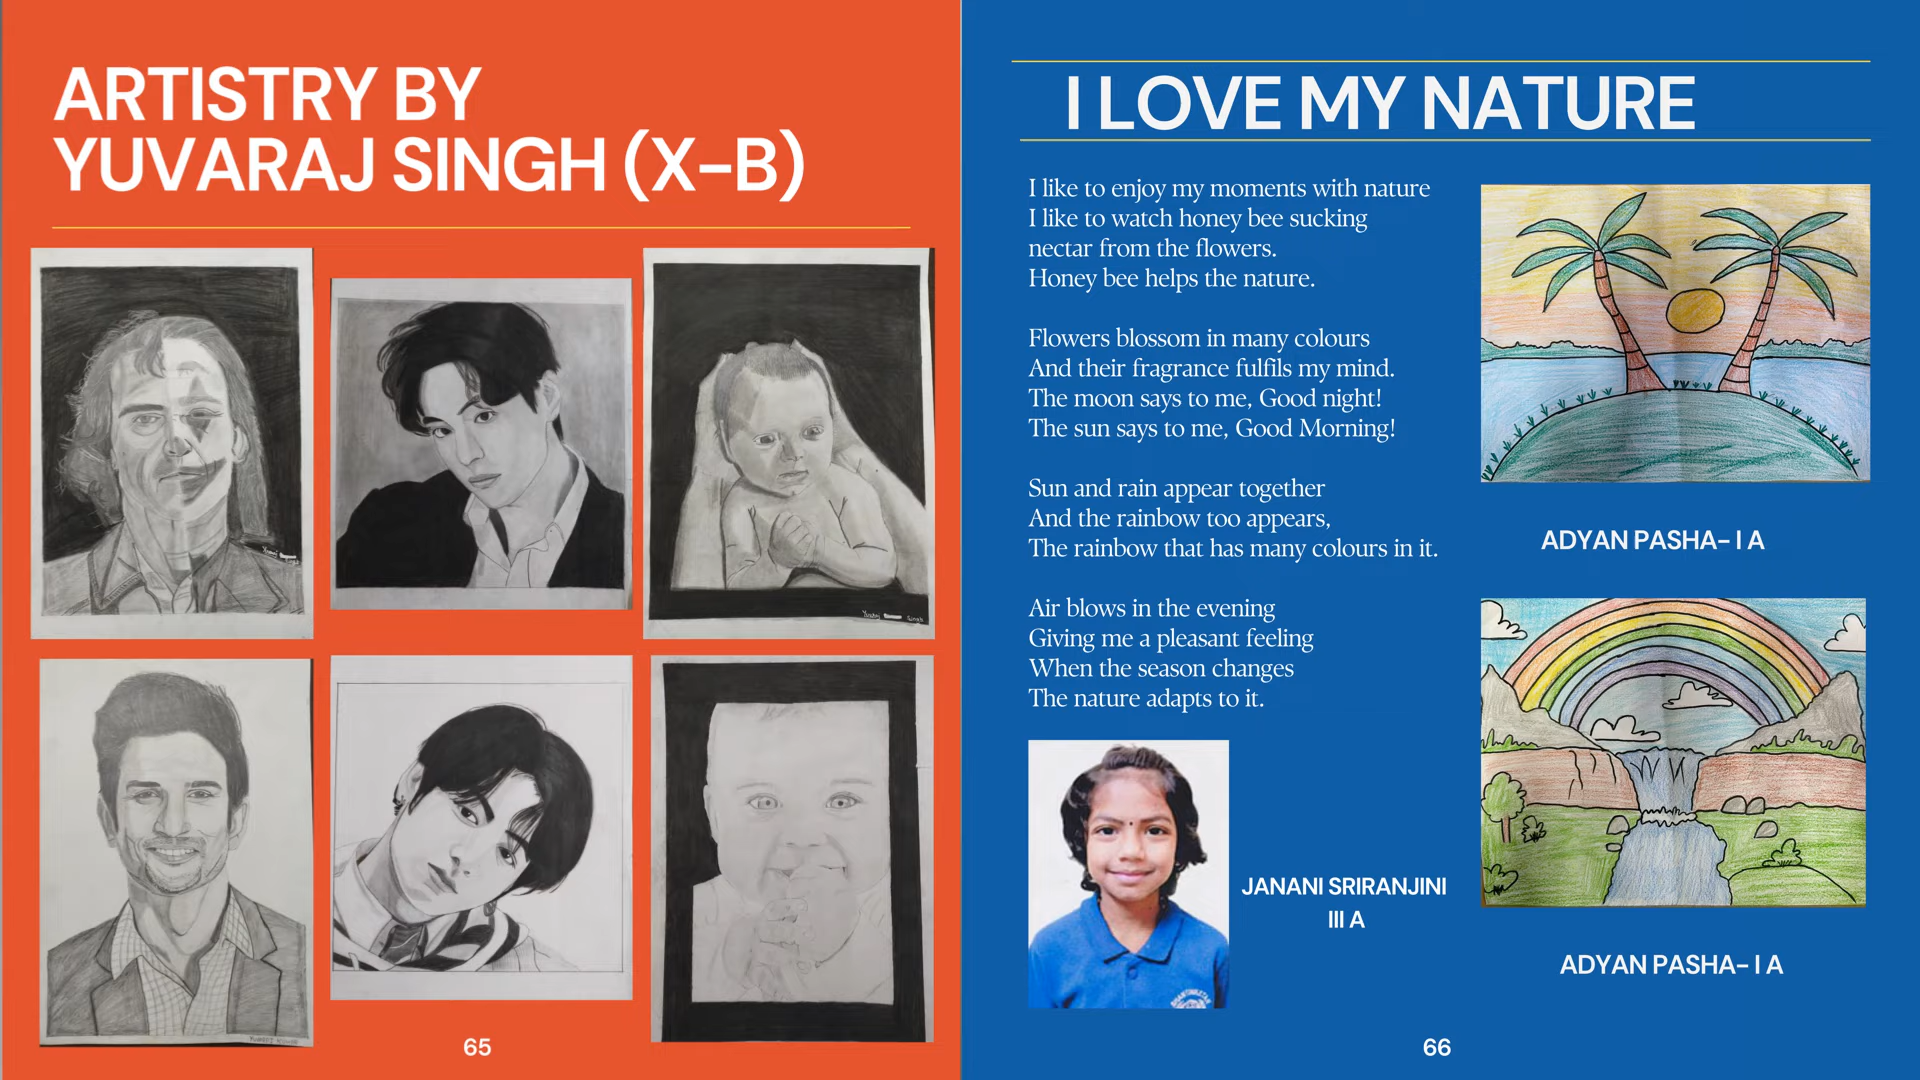 ARTISTRY BY
YUVARAJ SINGH (X-B)
65
I LOVE MY NATURE
I like to enjoy my moments with nature
I like to watch honey bee sucking
nectar from the flowers.
Honey bee helps the nature.
Flowers blossom in many colours
And their fragrance fulfils my mind.
The moon says to me, Good night!
The sun says to me, Good Morning!
Sun and rain appear together
And the rainbow too appears,
The rainbow that has many colours in it.
Air blows in the evening
Giving me a pleasant feeling
When the season changes
The nature adapts to it.
JANANI SRIRANJINI
III A
ADYAN PASHA- I A
ADYAN PASHA- I A
66